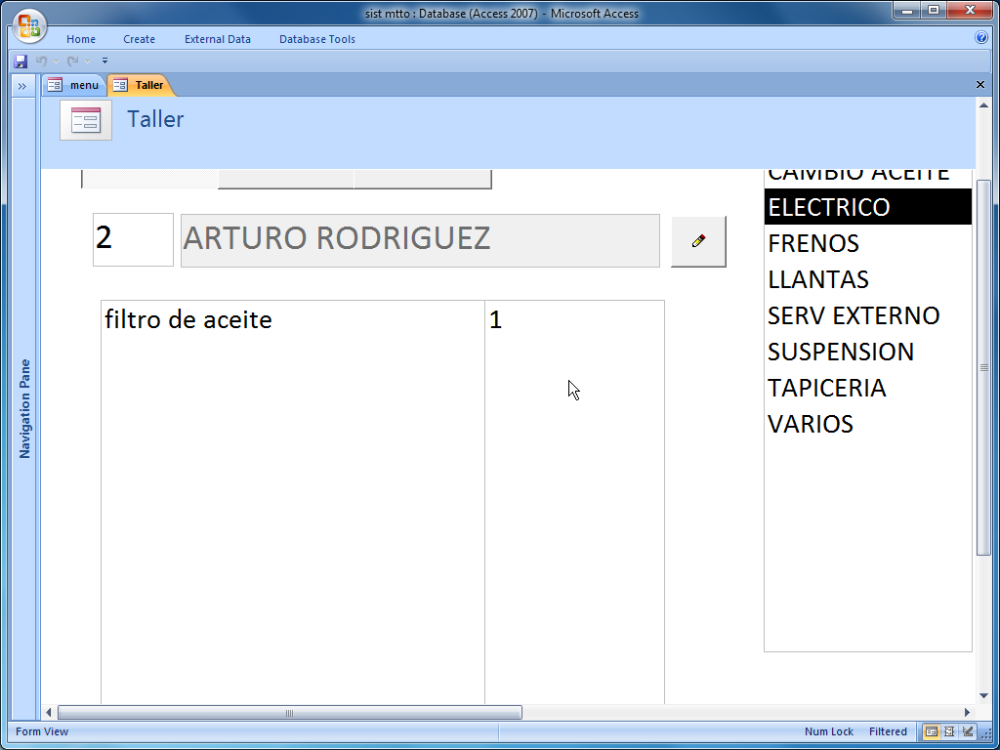 sist mtto : Database (Access 2007) - Microsoft Access
Home Create External Data Database Tools
menu Taller
Taller
CAMBIO ACEITE
ELECTRICO
2 ARTURO RODRIGUEZ
FRENOS
LLANTAS
filtro de aceite 1
SERV EXTERNO
SUSPENSION
TAPICERIA
VARIOS
Navigation Pane
Form View Num Lock Filtered